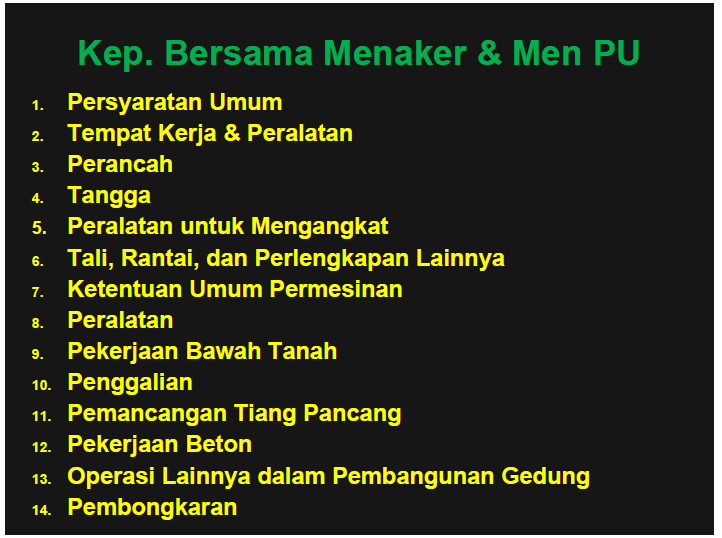 Kep. Bersama Menaker & Men PU
1. Persyaratan Umum
2. Tempat Kerja & Peralatan
3. Perancah
4. Tangga
5. Peralatan untuk Mengangkat
6. Tali, Rantai, dan Perlengkapan Lainnya
7. Ketentuan Umum Permesinan
8. Peralatan
9. Pekerjaan Bawah Tanah
10. Penggalian
11. Pemancangan Tiang Pancang
12. Pekerjaan Beton
13. Operasi Lainnya dalam Pembangunan Gedung
14. Pembongkaran